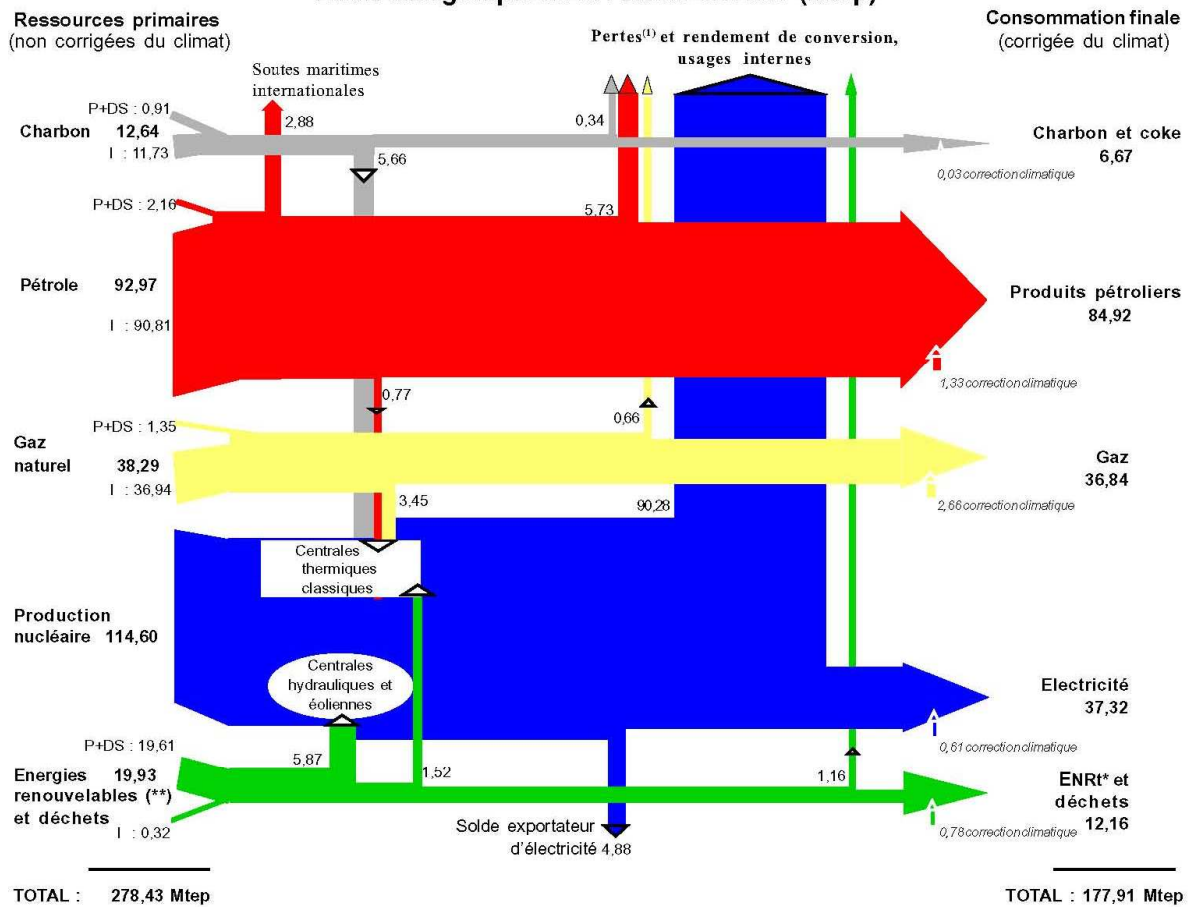 Ressources primaires
(non corrigées du climat)
Consommation finale
(corrigée du climat)
Pertes(1) et rendement de conversion,
usages internes
Soutes maritimes
internationales
P+DS : 0,91
Charbon 12,64
I : 11,73
2,88
5,66
0,34
Charbon et coke
6,67
0,03 correction climatique
P+DS : 2,16
5,73
Pétrole 92,97
I : 90,81
Produits pétroliers
84,92
1,33 correction climatique
0,77
0,66
P+DS : 1,35
Gaz
naturel 38,29
I : 36,94
Gaz
36,84
2,66 correction climatique
3,45
90,28
Centrales
thermiques
classiques
Production
nucléaire 114,60
Centrales
hydrauliques et
éoliennes
Electricité
37,32
0,61 correction climatique
P+DS : 19,61
5,87
1,52
1,16
Energies 19,93
renouvelables (**)
et déchets
I : 0,32
ENRt* et
déchets
12,16
0,78 correction climatique
Solde exportateur
d'électricité 4,88
TOTAL : 278,43 Mtep
TOTAL : 177,91 Mtep